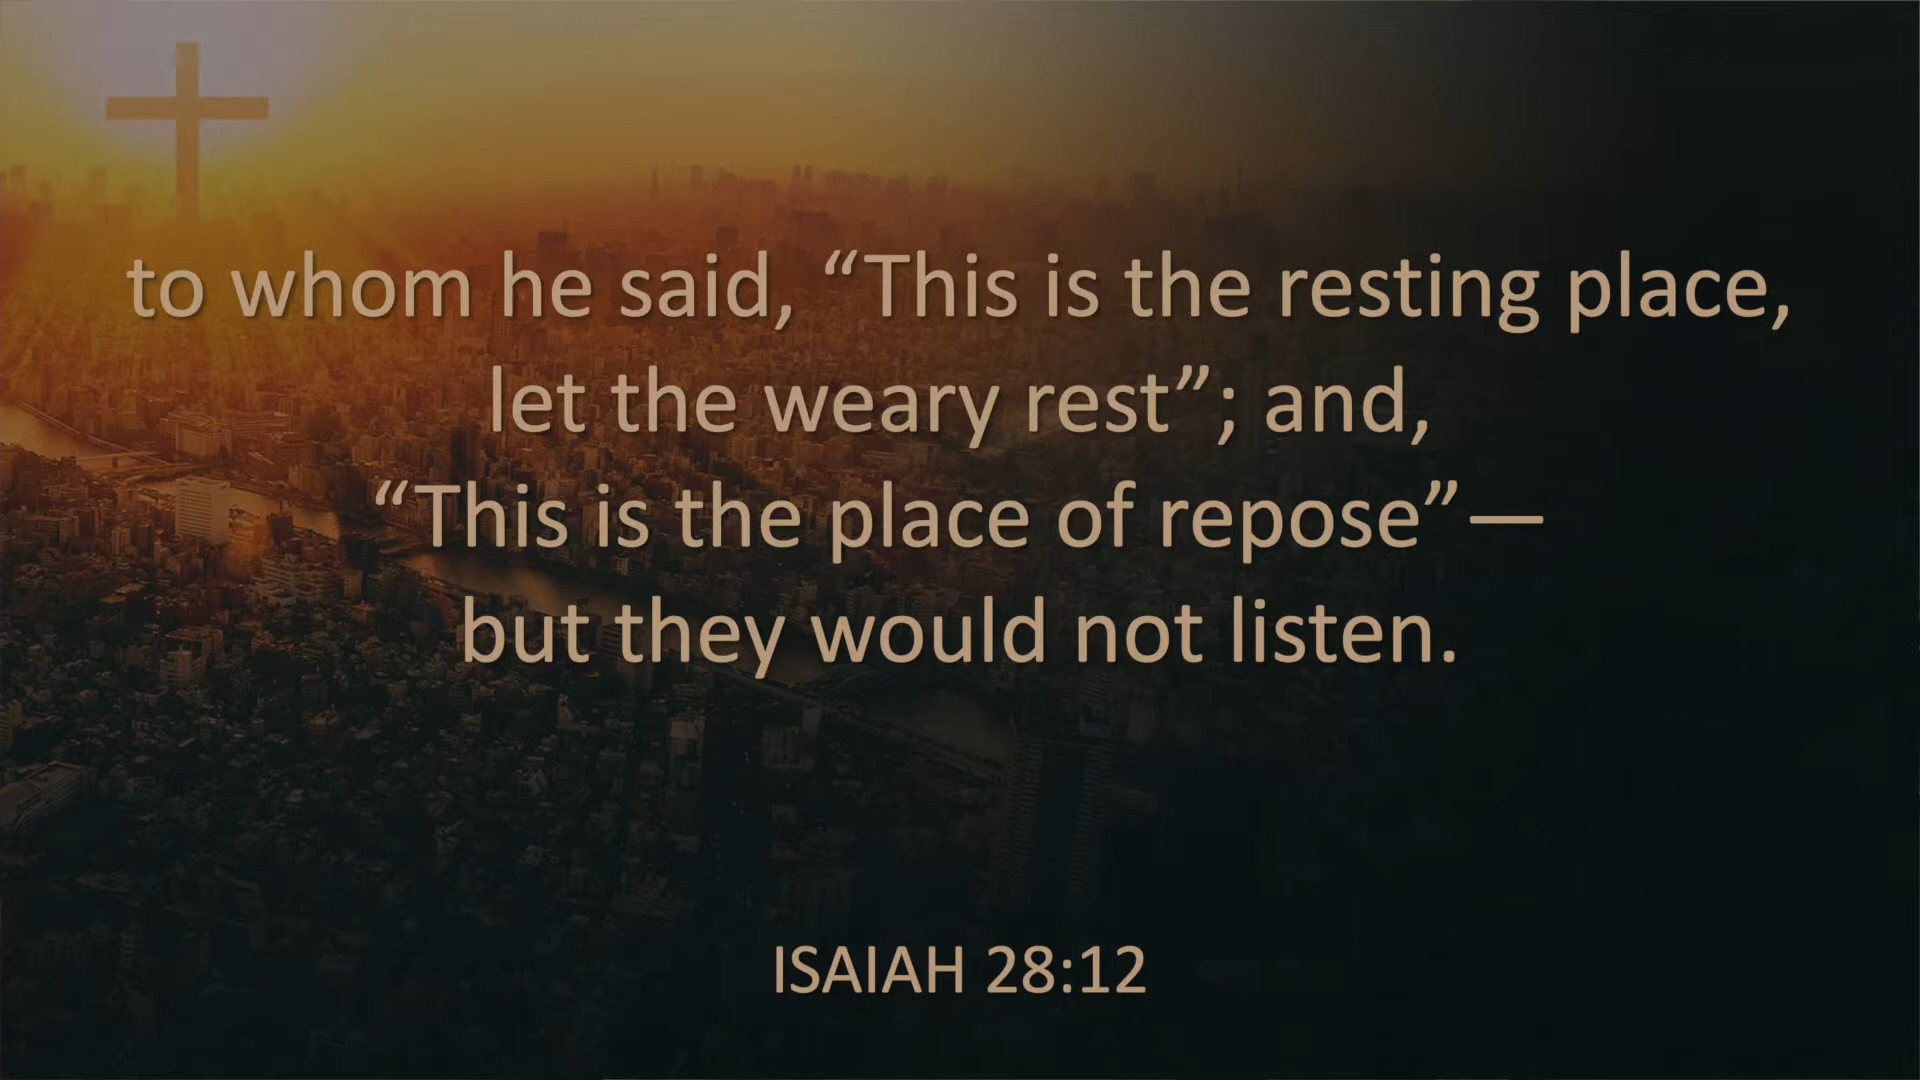 to whom he said, “This is the resting place,
let the weary rest”; and,
“This is the place of repose”—
but they would not listen.
ISAIAH 28:12